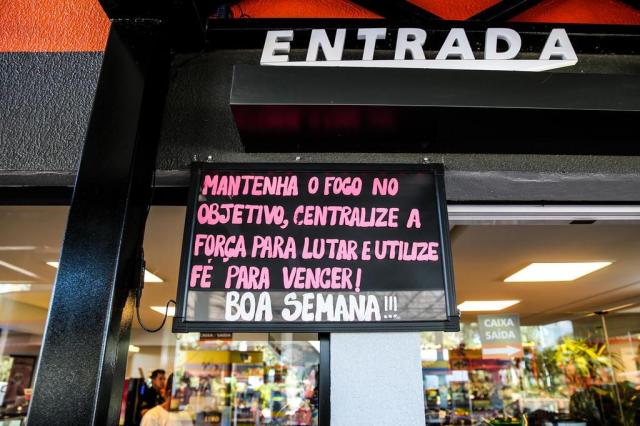 ENTRADA
MANTENHA O FOGO NO
OBJETIVO, CENTRALIZE A
FORÇA PARA LUTAR E UTILIZE
FÉ PARA VENCER!
BOA SEMANA!!!
CAIXA
SAÍDA